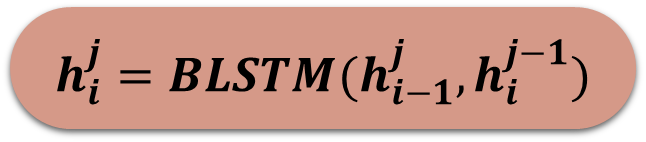 $h_i^j = BLSTM(h_{i-1}^j, h_i^{j-1})$